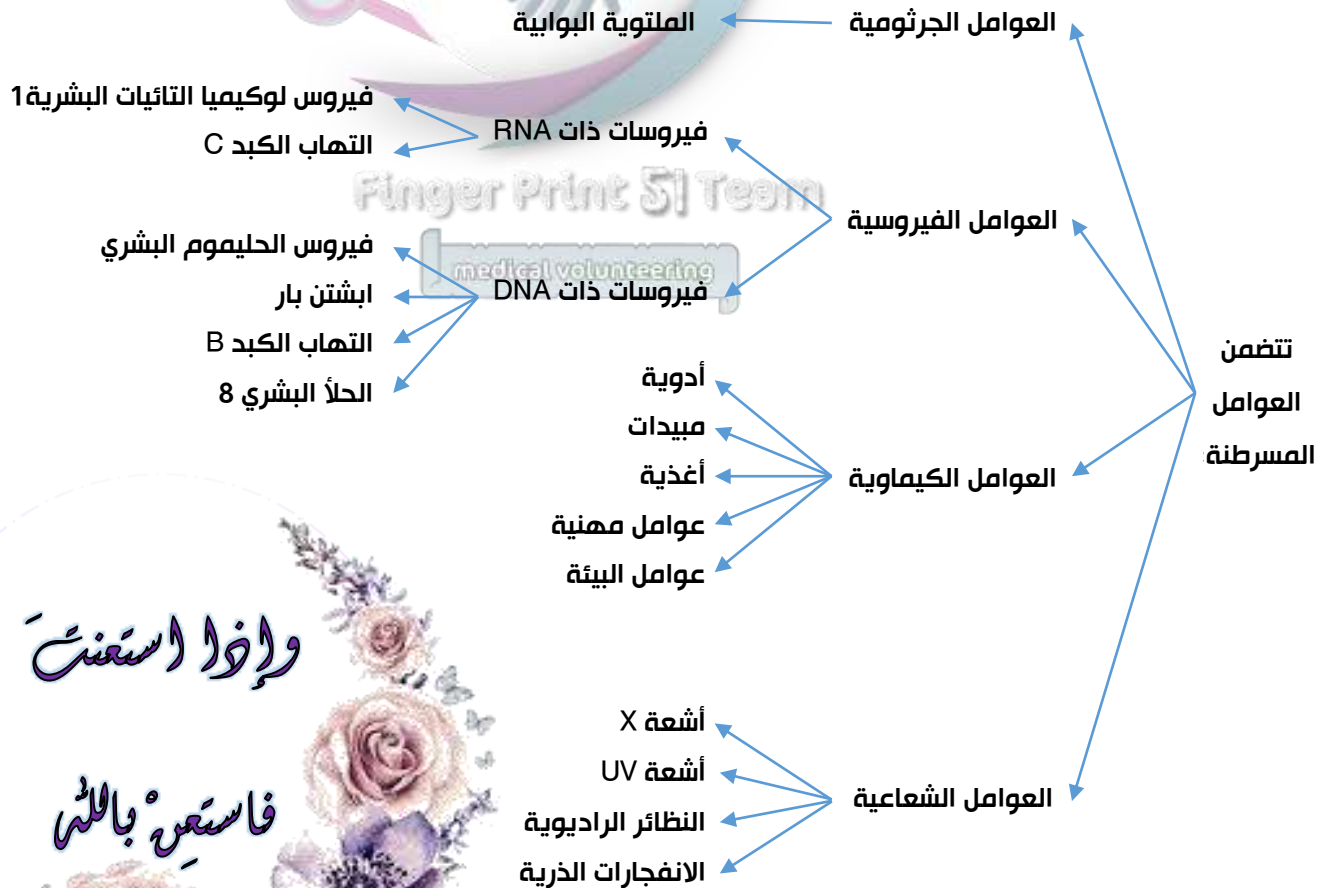 تتضمن
العوامل
المسرطنة:
العوامل الجرثومية
الملتوية البوابية
العوامل الفيروسية
فيروسات ذات RNA
فيروس لوكيميا التائيات البشرية1
التهاب الكبد C
فيروسات ذات DNA
فيروس الحليموم البشري
ابشتن بار
التهاب الكبد B
الحلأ البشري 8
العوامل الكيماوية
أدوية
مبيدات
أغذية
عوامل مهنية
عوامل البيئة
العوامل الشعاعية
أشعة X
أشعة UV
النظائر الراديوية
الانفجارات الذرية
Finger Print 51 Team
medical volunteering
وإذا استعنتَ
فاستعنْ باللّه